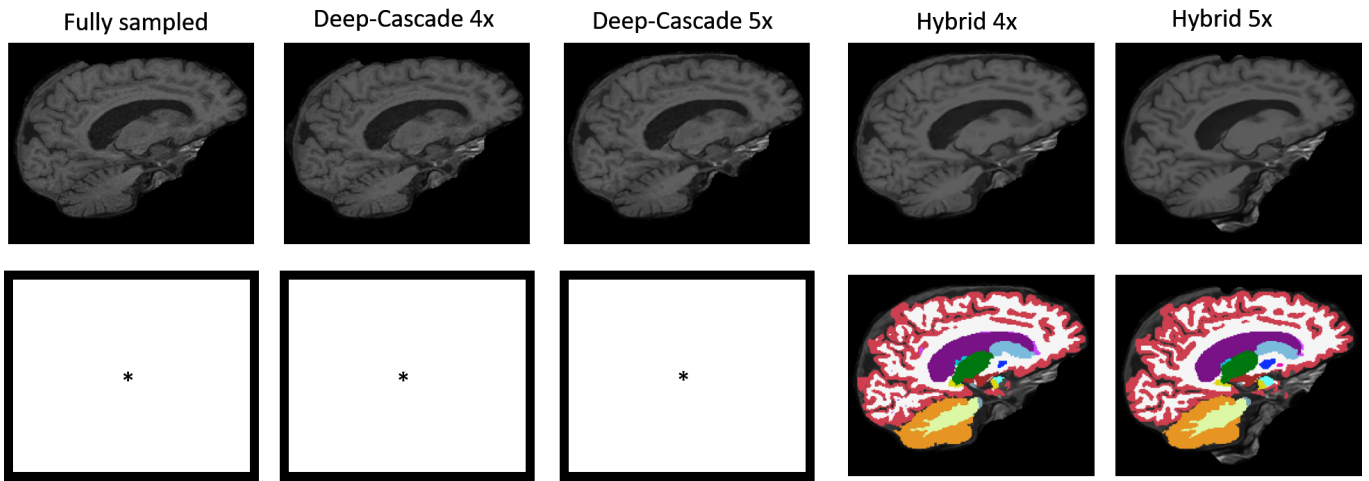 Fully sampled
Deep-Cascade 4x
Deep-Cascade 5x
Hybrid 4x
Hybrid 5x
*
*
*